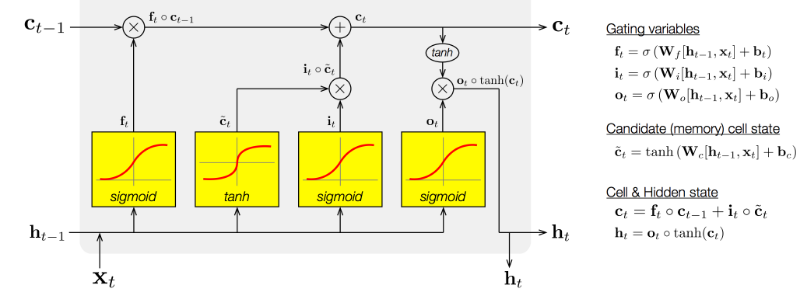 c_{t−1}
f_t ∘ c_{t−1}
c_t
c_t
tanh
i_t ∘ c̃_t
o_t ∘ tanh(c_t)
f_t
c̃_t
i_t
o_t
sigmoid
tanh
sigmoid
sigmoid
h_{t−1}
h_t
x_t
h_t
Gating variables
f_t = σ (W_f[h_{t−1}, x_t] + b_t)
i_t = σ (W_i[h_{t−1}, x_t] + b_i)
o_t = σ (W_o[h_{t−1}, x_t] + b_o)
Candidate (memory) cell state
c̃_t = tanh (W_c[h_{t−1}, x_t] + b_c)
Cell & Hidden state
c_t = f_t ∘ c_{t−1} + i_t ∘ c̃_t
h_t = o_t ∘ tanh(c_t)